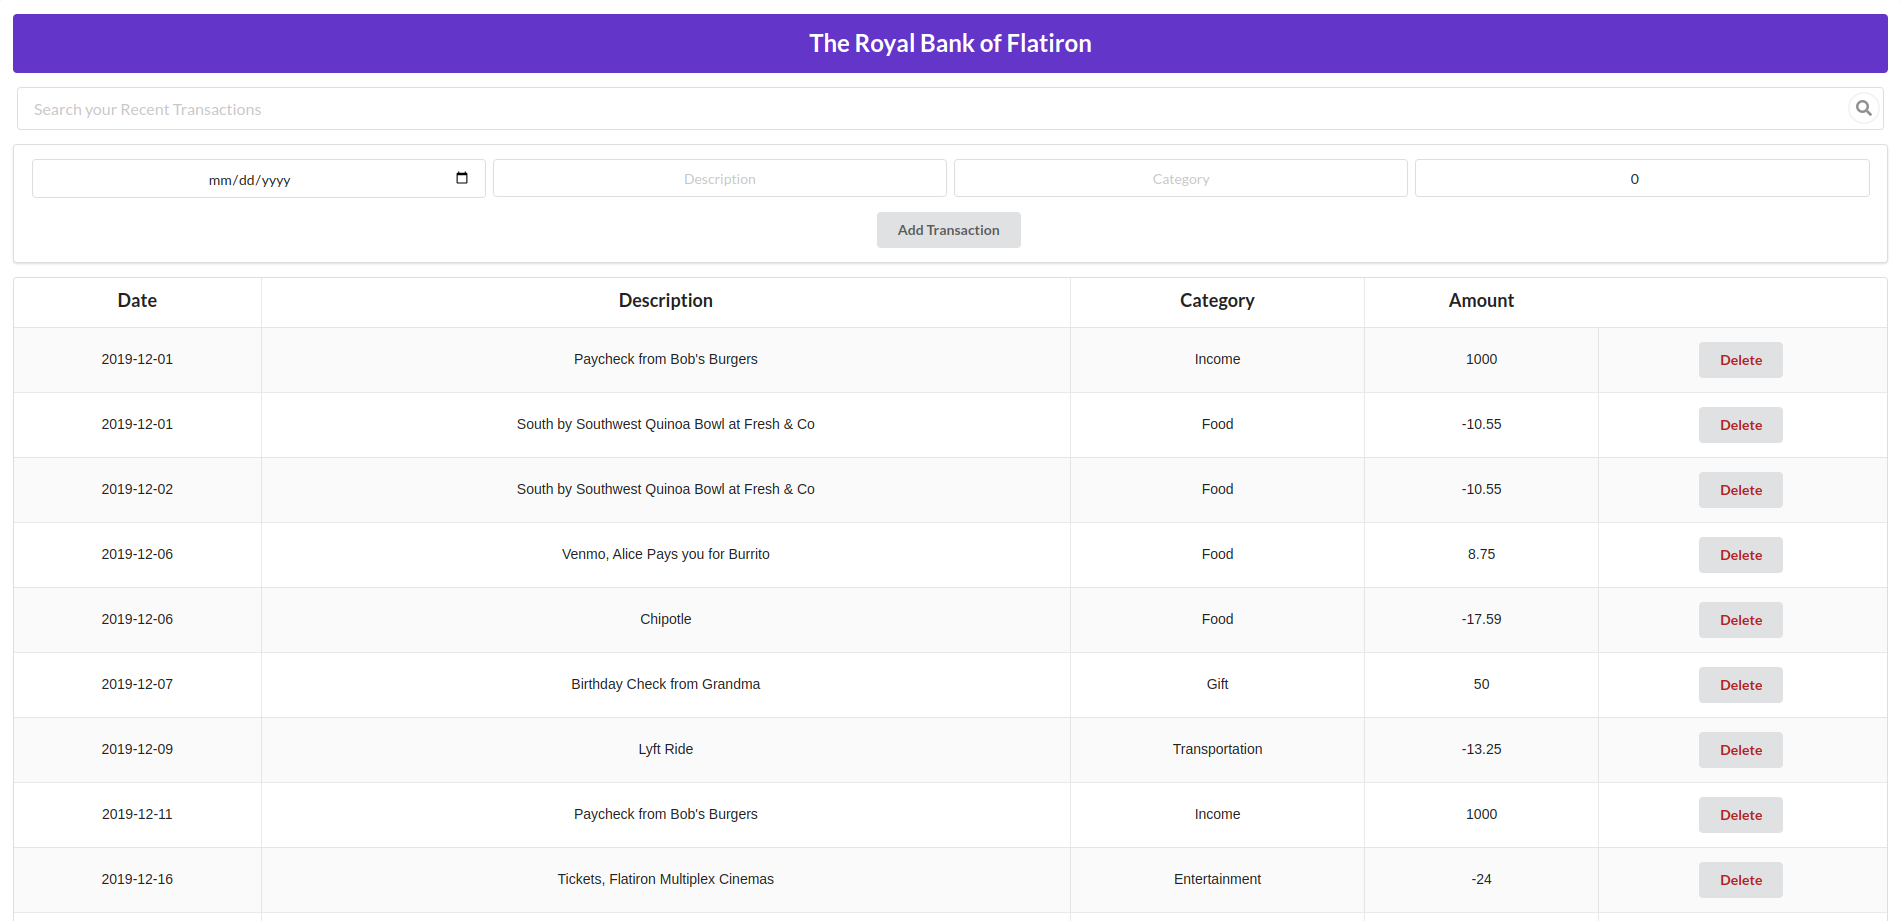 The Royal Bank of Flatiron
Search your Recent Transactions
mm/dd/yyyy Description Category 0
Add Transaction
Date Description Category Amount
2019-12-01 Paycheck from Bob's Burgers Income 1000 Delete
2019-12-01 South by Southwest Quinoa Bowl at Fresh & Co Food -10.55 Delete
2019-12-02 South by Southwest Quinoa Bowl at Fresh & Co Food -10.55 Delete
2019-12-06 Venmo, Alice Pays you for Burrito Food 8.75 Delete
2019-12-06 Chipotle Food -17.59 Delete
2019-12-07 Birthday Check from Grandma Gift 50 Delete
2019-12-09 Lyft Ride Transportation -13.25 Delete
2019-12-11 Paycheck from Bob's Burgers Income 1000 Delete
2019-12-16 Tickets, Flatiron Multiplex Cinemas Entertainment -24 Delete